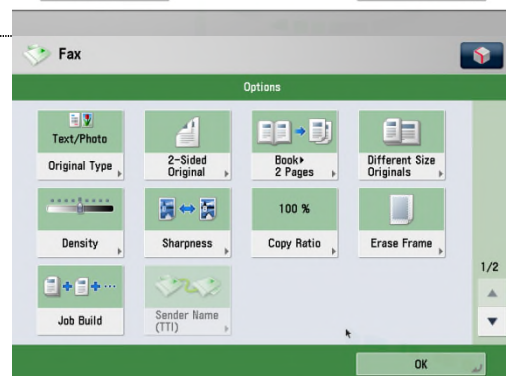 Fax
Options
Text/Photo
Original Type
2-Sided
Original
Book▸
2 Pages
Different Size
Originals
Density
Sharpness
100 %
Copy Ratio
Erase Frame
1/2
Job Build
Sender Name
(TTI)
OK